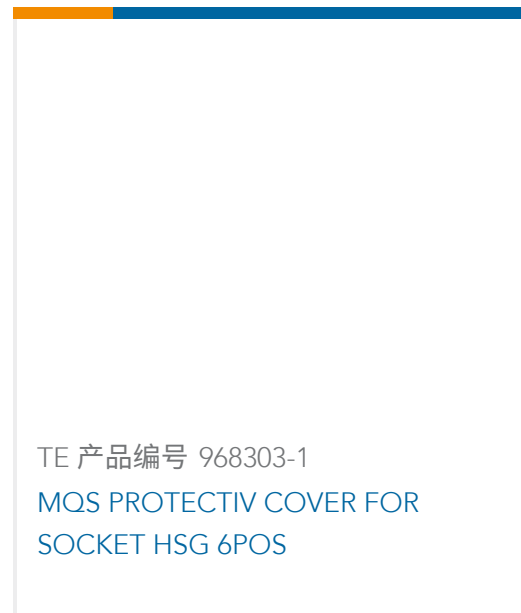 TE 产品编号 968303-1
MQS PROTECTIV COVER FOR
SOCKET HSG 6POS